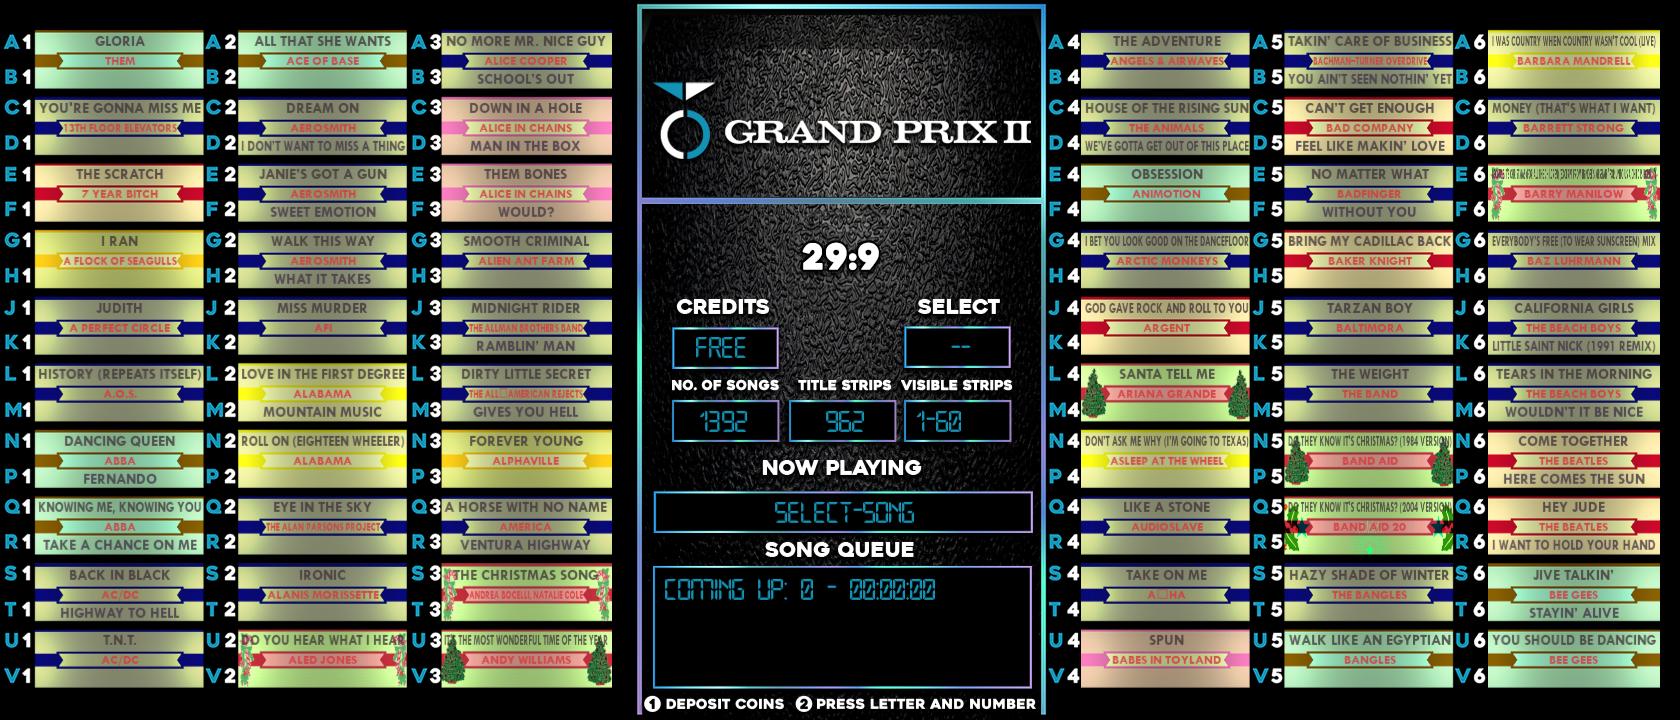 A1 GLORIA
THEM
B1
C1 YOU'RE GONNA MISS ME
13TH FLOOR ELEVATORS
D1
E1 THE SCRATCH
7 YEAR BITCH
F1
G1 I RAN
A FLOCK OF SEAGULLS
H1
J1 JUDITH
A PERFECT CIRCLE
K1
L1 HISTORY (REPEATS ITSELF)
A.O.S.
M1
N1 DANCING QUEEN
ABBA
P1 FERNANDO
Q1 KNOWING ME, KNOWING YOU
ABBA
R1 TAKE A CHANCE ON ME
S1 BACK IN BLACK
AC/DC
T1 HIGHWAY TO HELL
U1 T.N.T.
AC/DC
V1
A2 ALL THAT SHE WANTS
ACE OF BASE
B2
C2 DREAM ON
AEROSMITH
D2 I DON'T WANT TO MISS A THING
E2 JANIE'S GOT A GUN
AEROSMITH
F2 SWEET EMOTION
G2 WALK THIS WAY
AEROSMITH
H2 WHAT IT TAKES
J2 MISS MURDER
AFI
K2
L2 LOVE IN THE FIRST DEGREE
ALABAMA
M2 MOUNTAIN MUSIC
N2 ROLL ON (EIGHTEEN WHEELER)
ALABAMA
P2
Q2 EYE IN THE SKY
THE ALAN PARSONS PROJECT
R2
S2 IRONIC
ALANIS MORISSETTE
T2
U2 DO YOU HEAR WHAT I HEAR
ALED JONES
V2
A3 NO MORE MR. NICE GUY
ALICE COOPER
B3 SCHOOL'S OUT
C3 DOWN IN A HOLE
ALICE IN CHAINS
D3 MAN IN THE BOX
E3 THEM BONES
ALICE IN CHAINS
F3 WOULD?
G3 SMOOTH CRIMINAL
ALIEN ANT FARM
H3
J3 MIDNIGHT RIDER
THE ALLMAN BROTHERS BAND
K3 RAMBLIN' MAN
L3 DIRTY LITTLE SECRET
THE ALL□AMERICAN REJECTS
M3 GIVES YOU HELL
N3 FOREVER YOUNG
ALPHAVILLE
P3
Q3 A HORSE WITH NO NAME
AMERICA
R3 VENTURA HIGHWAY
S3 THE CHRISTMAS SONG
ANDREA BOCELLI, NATALIE COLE
T3
U3 IT'S THE MOST WONDERFUL TIME OF THE YEAR
ANDY WILLIAMS
V3
GRAND PRIX II
29:9
CREDITS SELECT
FREE --
NO. OF SONGS TITLE STRIPS VISIBLE STRIPS
1392 962 1-60
NOW PLAYING
SELECT-SONG
SONG QUEUE
COMING UP: 0 - 00:00:00
1 DEPOSIT COINS 2 PRESS LETTER AND NUMBER
A4 THE ADVENTURE
ANGELS & AIRWAVES
B4
C4 HOUSE OF THE RISING SUN
THE ANIMALS
D4 WE'VE GOTTA GET OUT OF THIS PLACE
E4 OBSESSION
ANIMOTION
F4
G4 I BET YOU LOOK GOOD ON THE DANCEFLOOR
ARCTIC MONKEYS
H4
J4 GOD GAVE ROCK AND ROLL TO YOU
ARGENT
K4
L4 SANTA TELL ME
ARIANA GRANDE
M4
N4 DON'T ASK ME WHY (I'M GOING TO TEXAS)
ASLEEP AT THE WHEEL
P4
Q4 LIKE A STONE
AUDIOSLAVE
R4
S4 TAKE ON ME
A□HA
T4
U4 SPUN
BABES IN TOYLAND
V4
A5 TAKIN' CARE OF BUSINESS
BACHMAN-TURNER OVERDRIVE
B5 YOU AIN'T SEEN NOTHIN' YET
C5 CAN'T GET ENOUGH
BAD COMPANY
D5 FEEL LIKE MAKIN' LOVE
E5 NO MATTER WHAT
BADFINGER
F5 WITHOUT YOU
G5 BRING MY CADILLAC BACK
BAKER KNIGHT
H5
J5 TARZAN BOY
BALTIMORA
K5
L5 THE WEIGHT
THE BAND
M5
N5 DO THEY KNOW IT'S CHRISTMAS? (1984 VERSION)
BAND AID
P5
Q5 DO THEY KNOW IT'S CHRISTMAS? (2004 VERSION)
BAND AID 20
R5
S5 HAZY SHADE OF WINTER
THE BANGLES
T5
U5 WALK LIKE AN EGYPTIAN
BANGLES
V5
A6 I WAS COUNTRY WHEN COUNTRY WASN'T COOL (LIVE)
BARBARA MANDRELL
B6
C6 MONEY (THAT'S WHAT I WANT)
BARRETT STRONG
D6
E6
BARRY MANILOW
F6
G6 EVERYBODY'S FREE (TO WEAR SUNSCREEN) MIX
BAZ LUHRMANN
H6
J6 CALIFORNIA GIRLS
THE BEACH BOYS
K6 LITTLE SAINT NICK (1991 REMIX)
L6 TEARS IN THE MORNING
THE BEACH BOYS
M6 WOULDN'T IT BE NICE
N6 COME TOGETHER
THE BEATLES
P6 HERE COMES THE SUN
Q6 HEY JUDE
THE BEATLES
R6 I WANT TO HOLD YOUR HAND
S6 JIVE TALKIN'
BEE GEES
T6 STAYIN' ALIVE
U6 YOU SHOULD BE DANCING
BEE GEES
V6